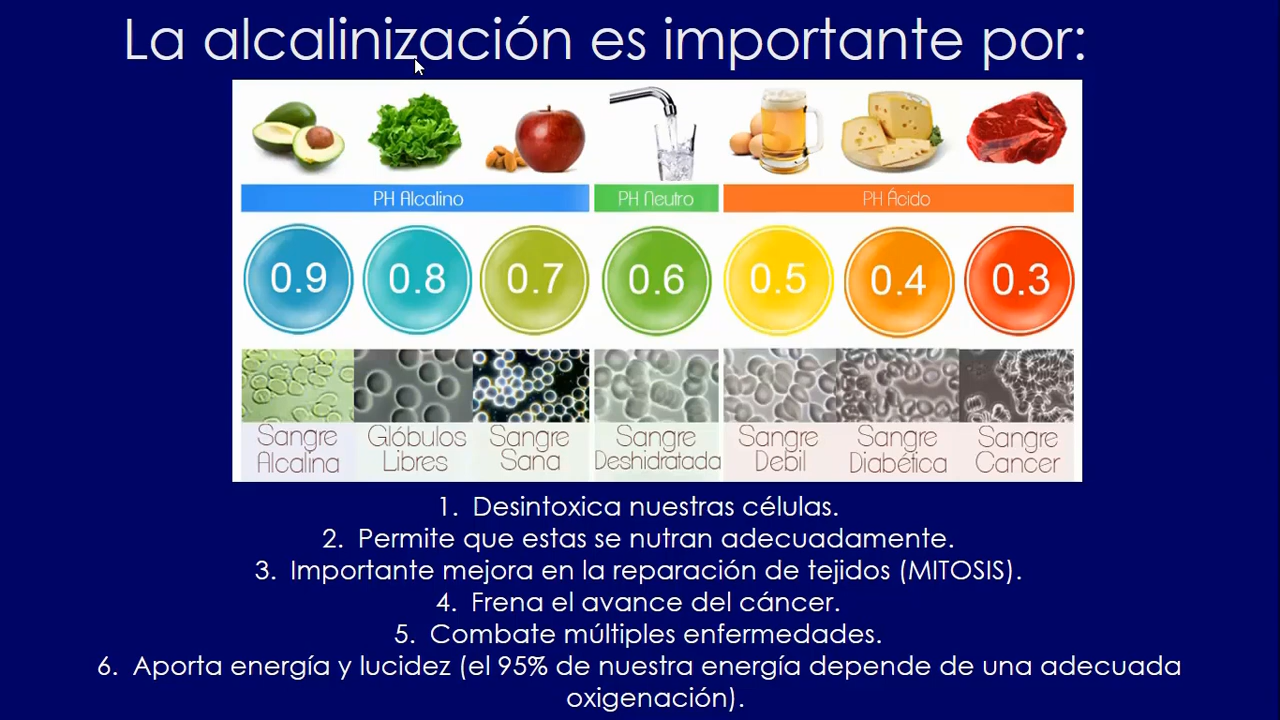 La alcalinización es importante por:
PH Alcalino PH Neutro PH Ácido
0.9 0.8 0.7 0.6 0.5 0.4 0.3
Sangre Glóbulos Sangre Sangre Sangre Sangre Sangre
Alcalina Libres Sana Deshidratada Debil Diabética Cancer
1. Desintoxica nuestras células.
2. Permite que estas se nutran adecuadamente.
3. Importante mejora en la reparación de tejidos (MITOSIS).
4. Frena el avance del cáncer.
5. Combate múltiples enfermedades.
6. Aporta energía y lucidez (el 95% de nuestra energía depende de una adecuada
oxigenación).